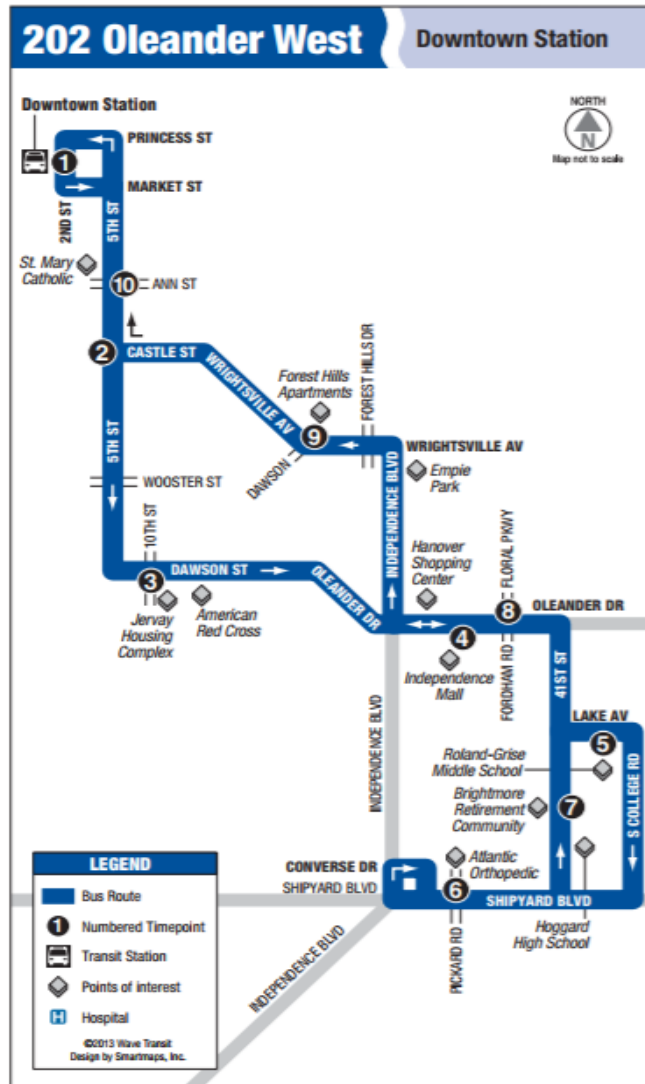 202 Oleander West
Downtown Station
Downtown Station
NORTH
N
Map not to scale
PRINCESS ST
1
MARKET ST
2ND ST
5TH ST
St. Mary
Catholic
10
ANN ST
2
CASTLE ST
WRIGHTSVILLE AV
Forest Hills
Apartments
FOREST HILLS DR
9
WRIGHTSVILLE AV
DAWSON
Empie
Park
5TH ST
WOOSTER ST
INDEPENDENCE BLVD
10TH ST
3
DAWSON ST
OLEANDER DR
Jervay
Housing
Complex
American
Red Cross
Hanover
Shopping
Center
FLORAL PKWY
8
OLEANDER DR
4
Independence
Mall
FORDHAM RD
41ST ST
INDEPENDENCE BLVD
LAKE AV
5
Roland-Grise
Middle School
S COLLEGE RD
Brightmore
Retirement
Community
7
CONVERSE DR
SHIPYARD BLVD
Atlantic
Orthopedic
6
SHIPYARD BLVD
PICKARD RD
Hoggard
High School
INDEPENDENCE BLVD
LEGEND
Bus Route
1 Numbered Timepoint
Transit Station
Points of interest
H Hospital
©2013 Wave Transit
Design by Smartmaps, Inc.